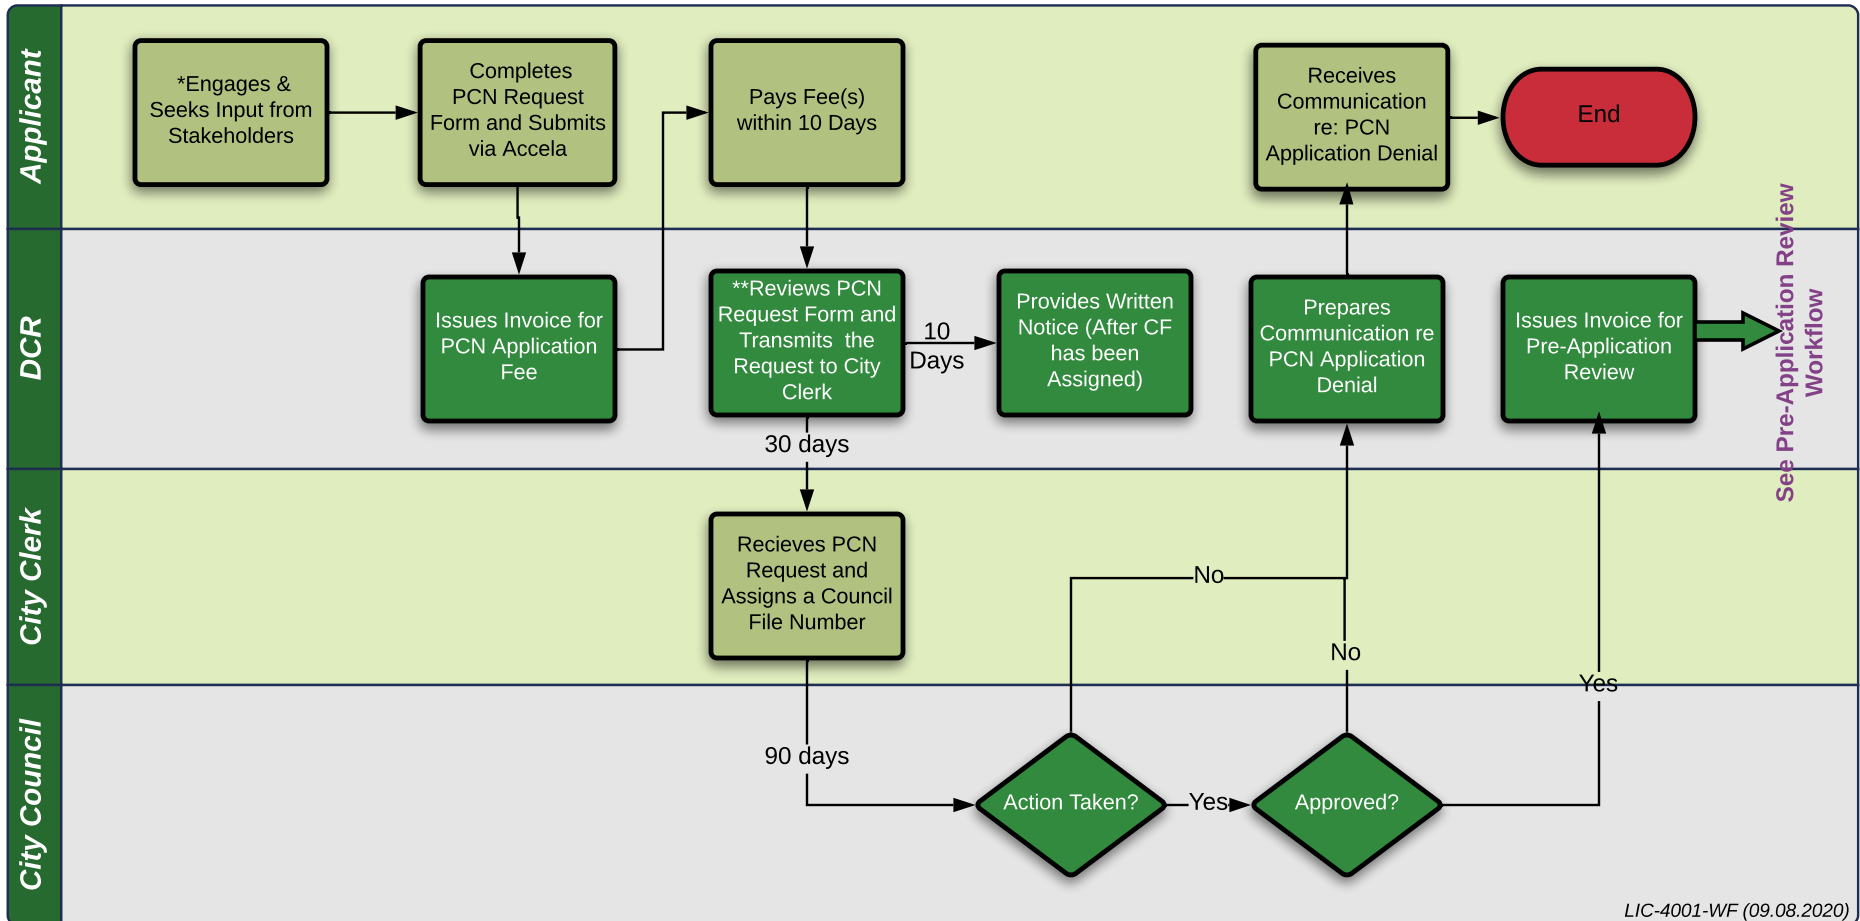 Applicant
*Engages &
Seeks Input from
Stakeholders
Completes
PCN Request
Form and Submits
via Accela
Pays Fee(s)
within 10 Days
Receives
Communication
re: PCN
Application Denial
End
DCR
Issues Invoice for
PCN Application
Fee
**Reviews PCN
Request Form and
Transmits the
Request to City
Clerk
10
Days
Provides Written
Notice (After CF
has been
Assigned)
Prepares
Communication re
PCN Application
Denial
Issues Invoice for
Pre-Application
Review
See Pre-Application Review
Workflow
30 days
City Clerk
Recieves PCN
Request and
Assigns a Council
File Number
No
No
Yes
City Council
90 days
Action Taken?
Yes
Approved?
LIC-4001-WF (09.08.2020)